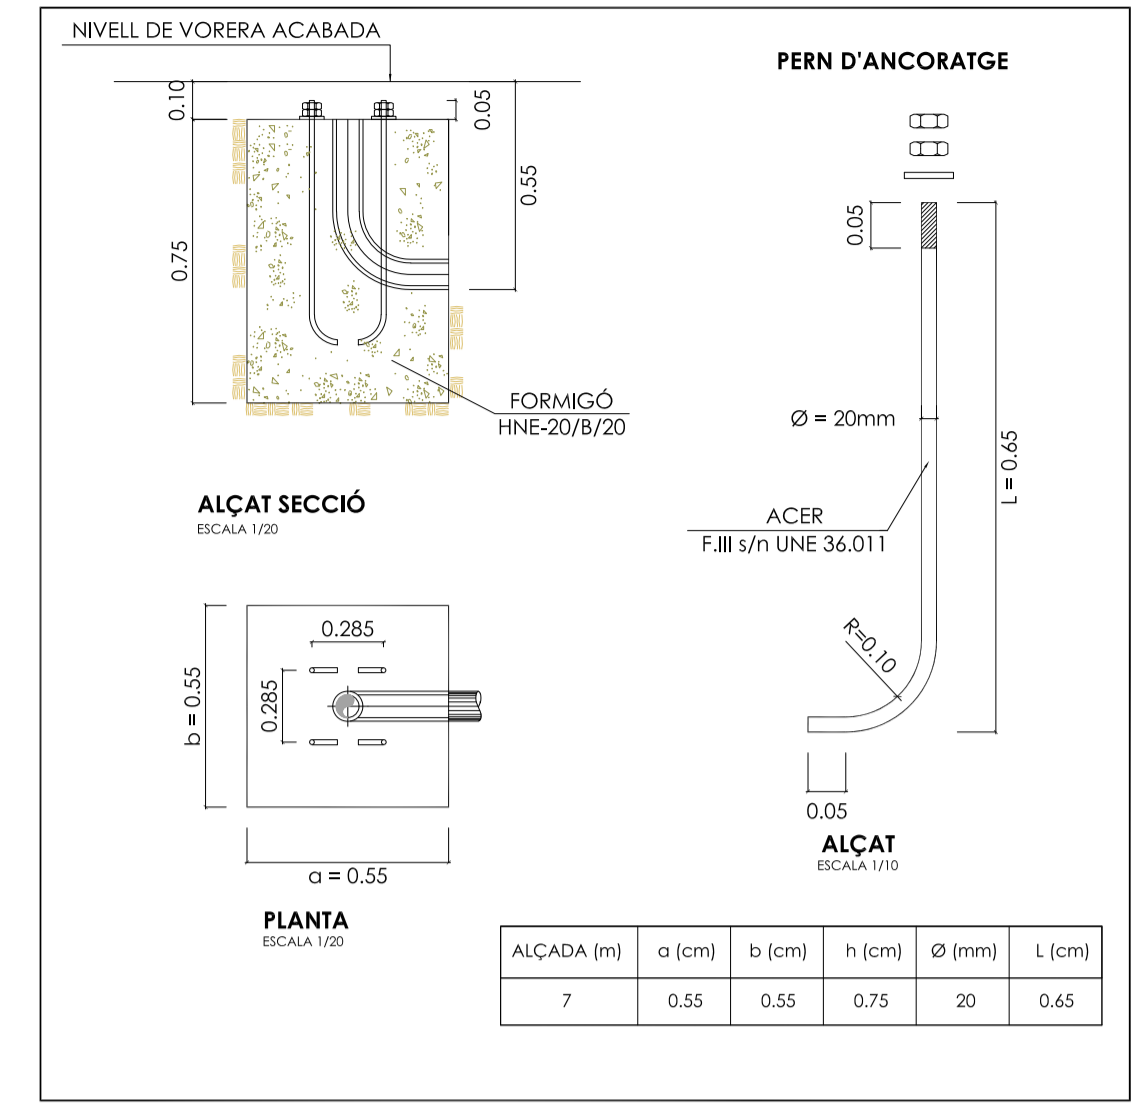 NIVELL DE VORERA ACABADA
0.10
0.05
0.55
0.75
FORMIGÓ
HNE-20/B/20
ALÇAT SECCIÓ
ESCALA 1/20
0.285
0.285
b = 0.55
a = 0.55
PLANTA
ESCALA 1/20
PERN D'ANCORATGE
0.05
Ø = 20mm
L = 0.65
ACER
F.III s/n UNE 36.011
R=0.10
0.05
ALÇAT
ESCALA 1/10
ALÇADA (m) a (cm) b (cm) h (cm) Ø (mm) L (cm)
7 0.55 0.55 0.75 20 0.65